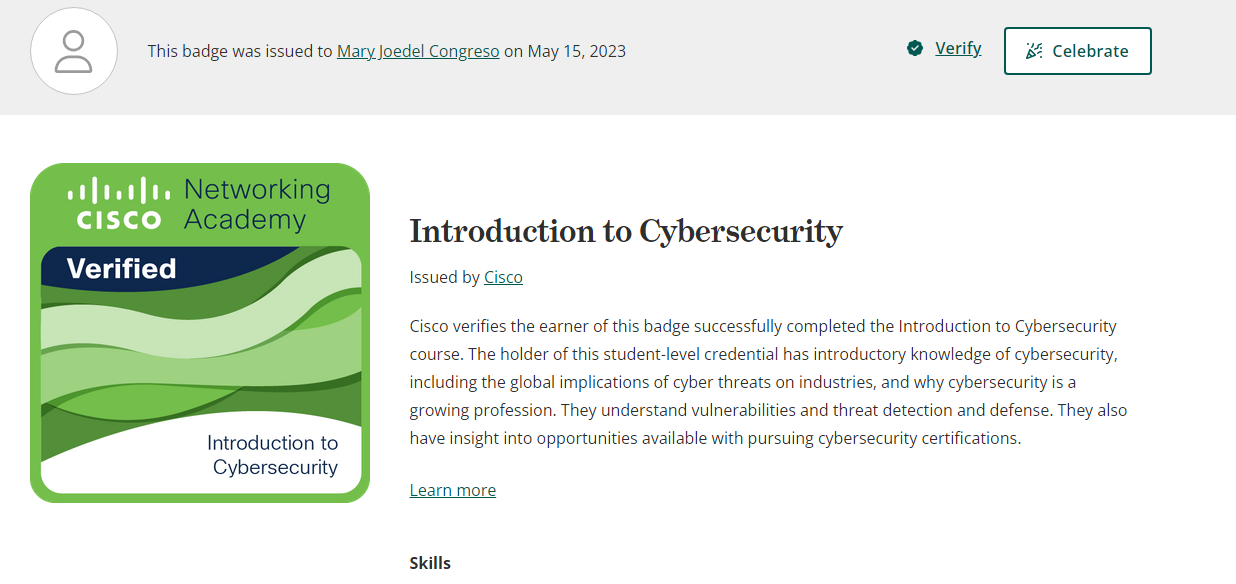 This badge was issued to Mary Joedel Congreso on May 15, 2023
Verify
Celebrate
CISCO
Networking
Academy
Verified
Introduction to
Cybersecurity
Introduction to Cybersecurity
Issued by Cisco
Cisco verifies the earner of this badge successfully completed the Introduction to Cybersecurity
course. The holder of this student-level credential has introductory knowledge of cybersecurity,
including the global implications of cyber threats on industries, and why cybersecurity is a
growing profession. They understand vulnerabilities and threat detection and defense. They also
have insight into opportunities available with pursuing cybersecurity certifications.
Learn more
Skills